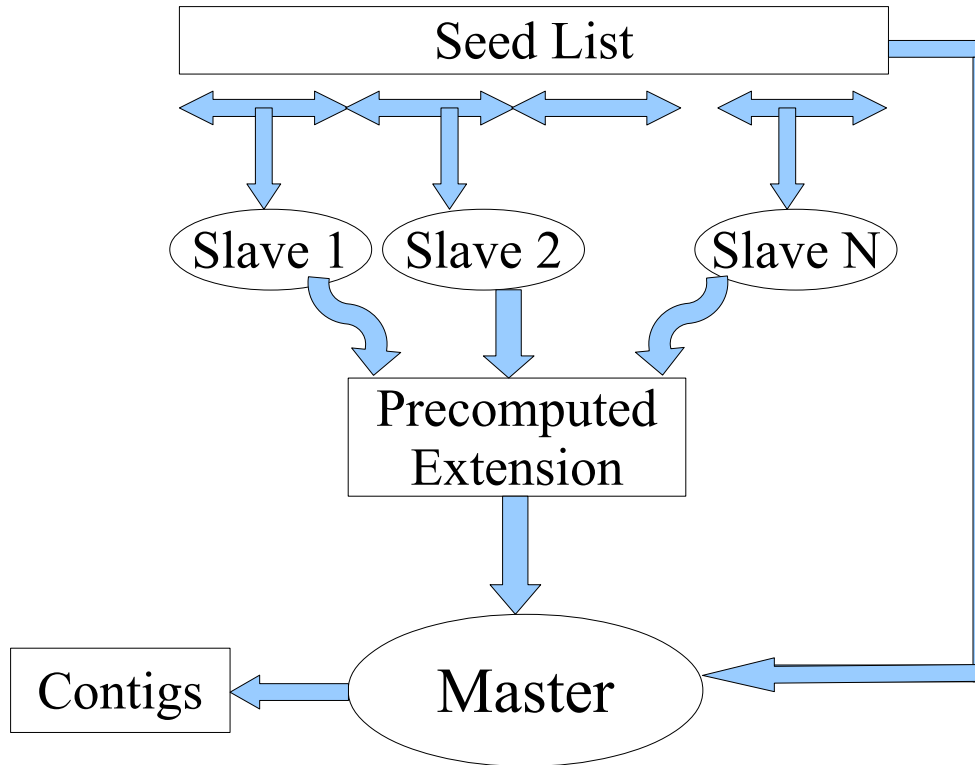 Seed List
Slave 1
Slave 2
Slave N
Precomputed
Extension
Contigs
Master